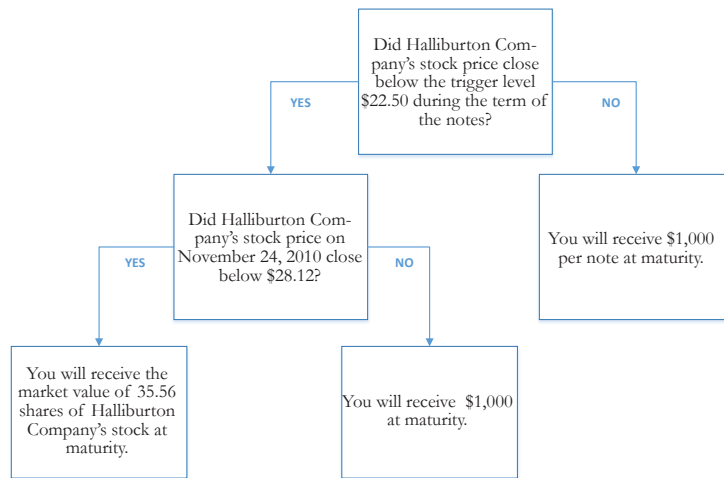 Did Halliburton Com-
pany's stock price close
below the trigger level
$22.50 during the term of
the notes?
YES
NO
Did Halliburton Com-
pany's stock price on
November 24, 2010 close
below $28.12?
You will receive $1,000
per note at maturity.
YES
NO
You will receive the
market value of 35.56
shares of Halliburton
Company's stock at
maturity.
You will receive $1,000
at maturity.